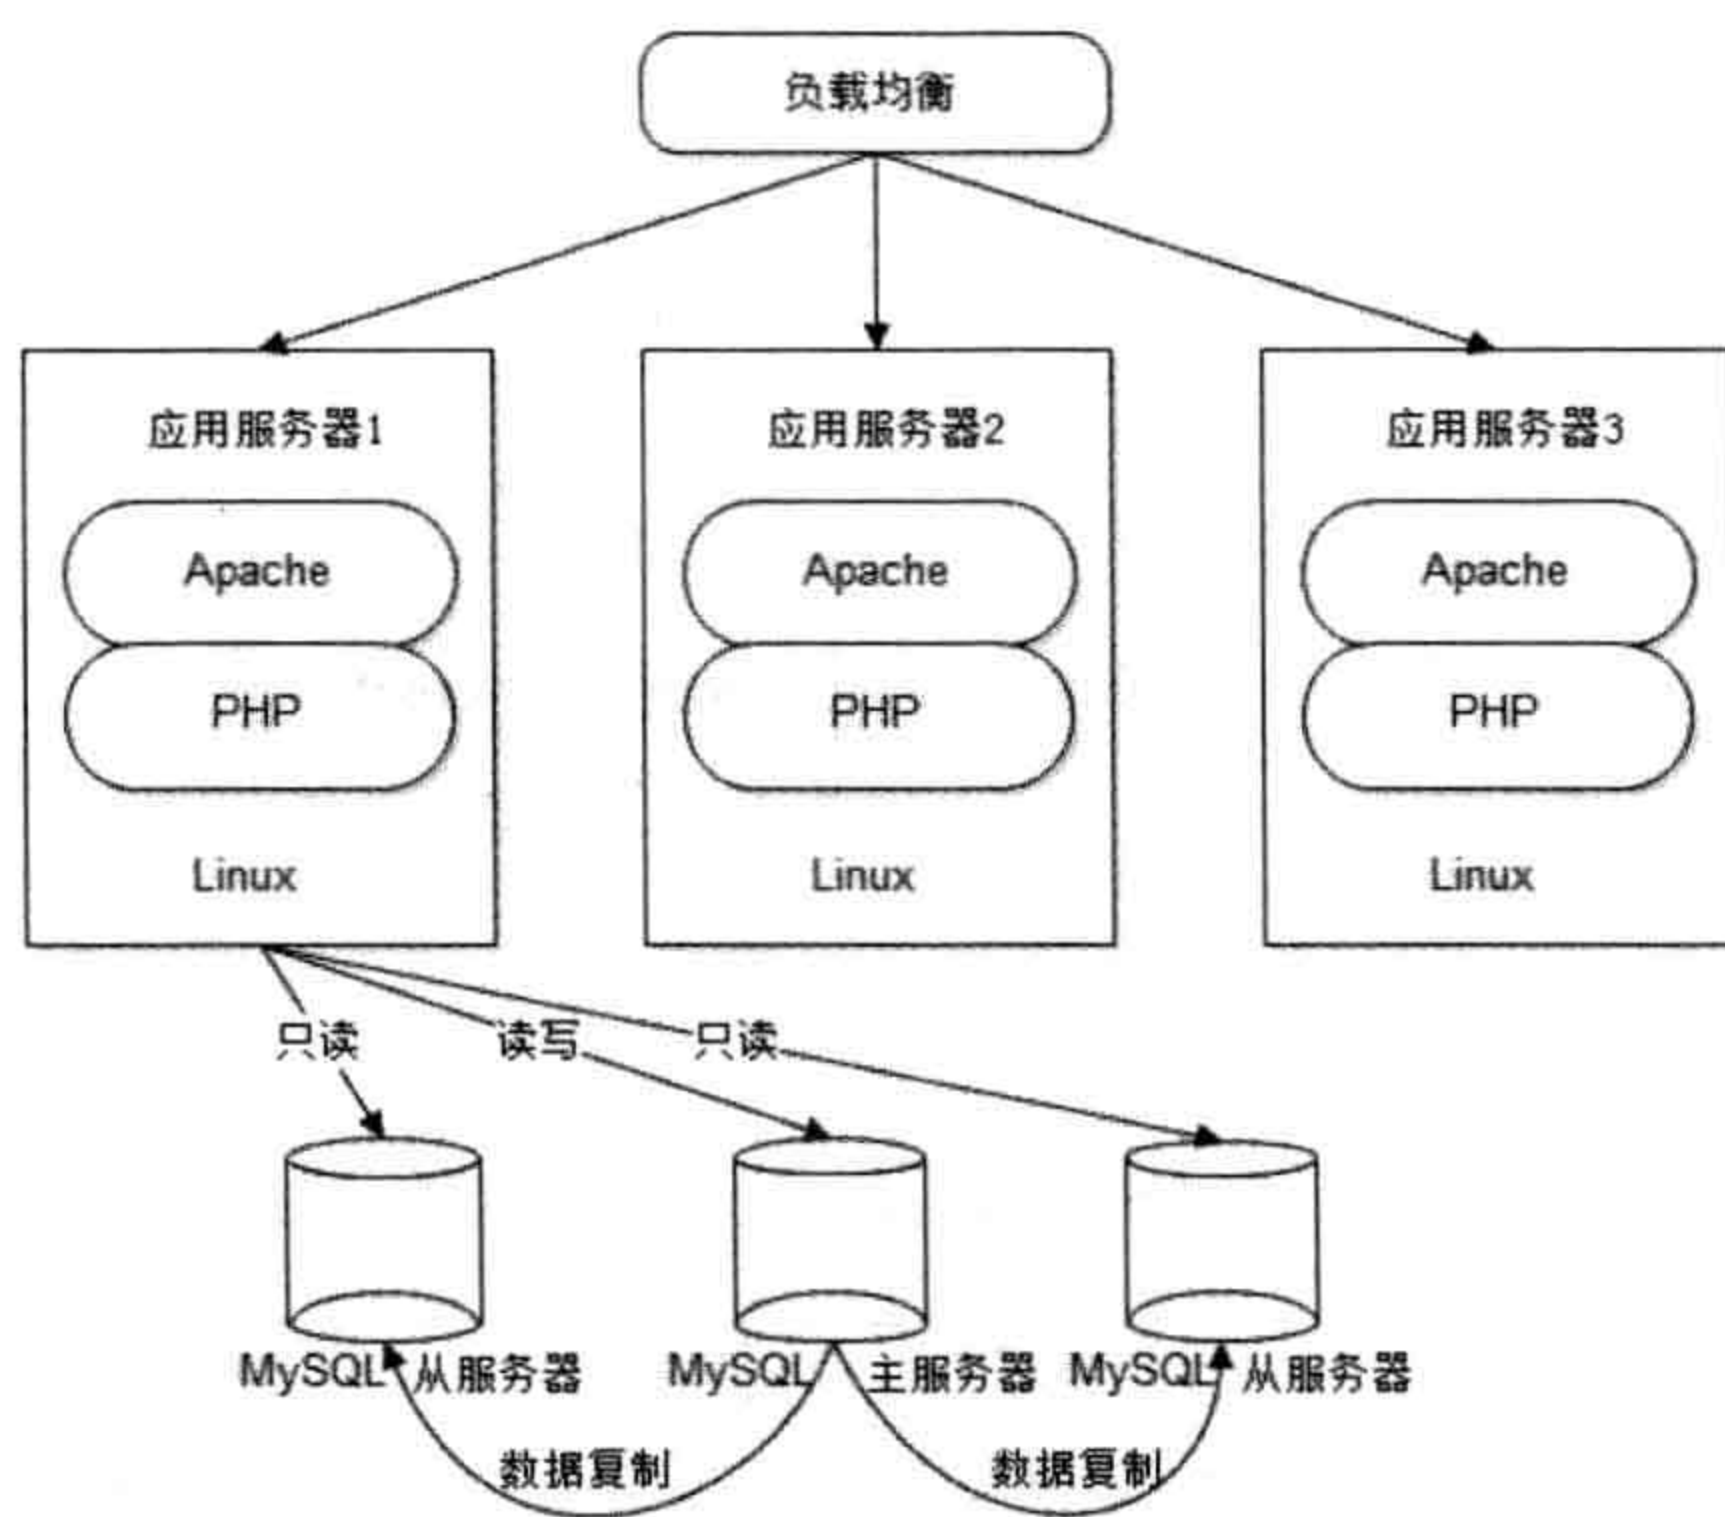 负载均衡
应用服务器1 应用服务器2 应用服务器3
Apache Apache Apache
PHP PHP PHP
Linux Linux Linux
只读 读写 只读
MySQL 从服务器 MySQL 主服务器 MySQL 从服务器
数据复制 数据复制